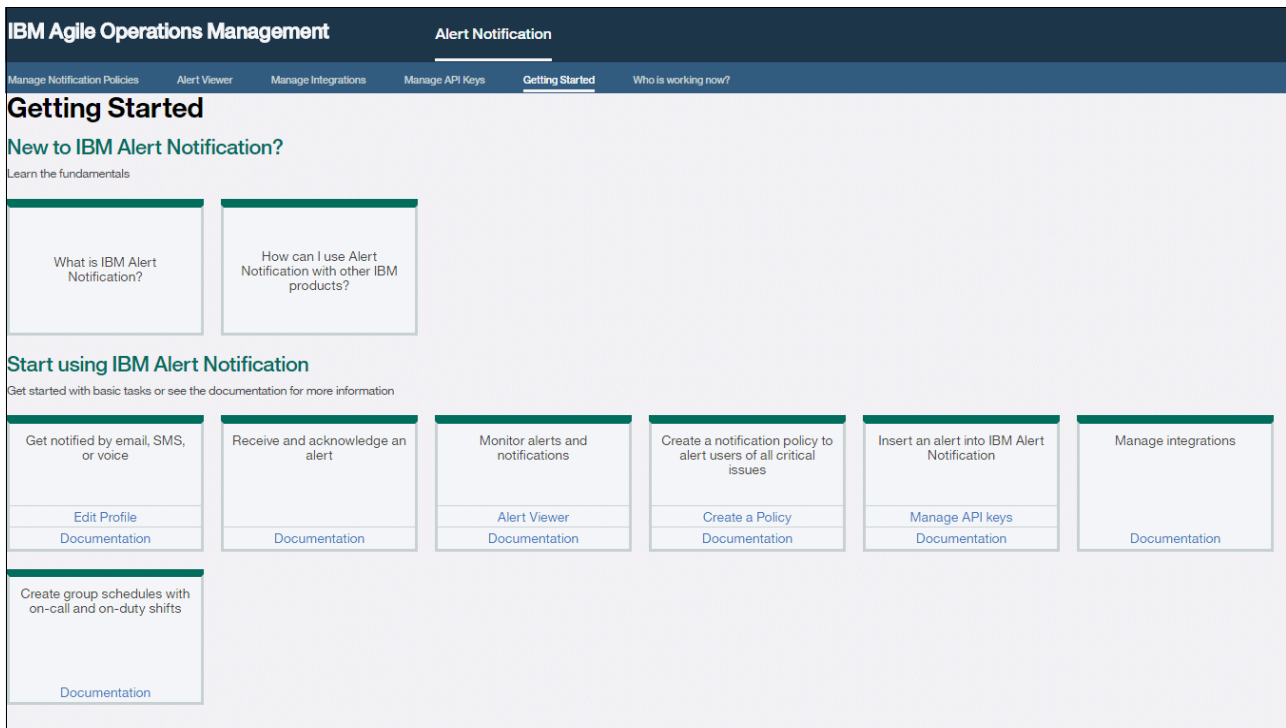 IBM Agile Operations Management
Alert Notification
Manage Notification Policies
Alert Viewer
Manage Integrations
Manage API Keys
Getting Started
Who is working now?
Getting Started
New to IBM Alert Notification?
Learn the fundamentals
What is IBM Alert
Notification?
How can I use Alert
Notification with other IBM
products?
Start using IBM Alert Notification
Get started with basic tasks or see the documentation for more information
Get notified by email, SMS,
or voice
Edit Profile
Documentation
Receive and acknowledge an
alert
Documentation
Monitor alerts and
notifications
Alert Viewer
Documentation
Create a notification policy to
alert users of all critical
issues
Create a Policy
Documentation
Insert an alert into IBM Alert
Notification
Manage API keys
Documentation
Manage integrations
Documentation
Create group schedules with
on-call and on-duty shifts
Documentation